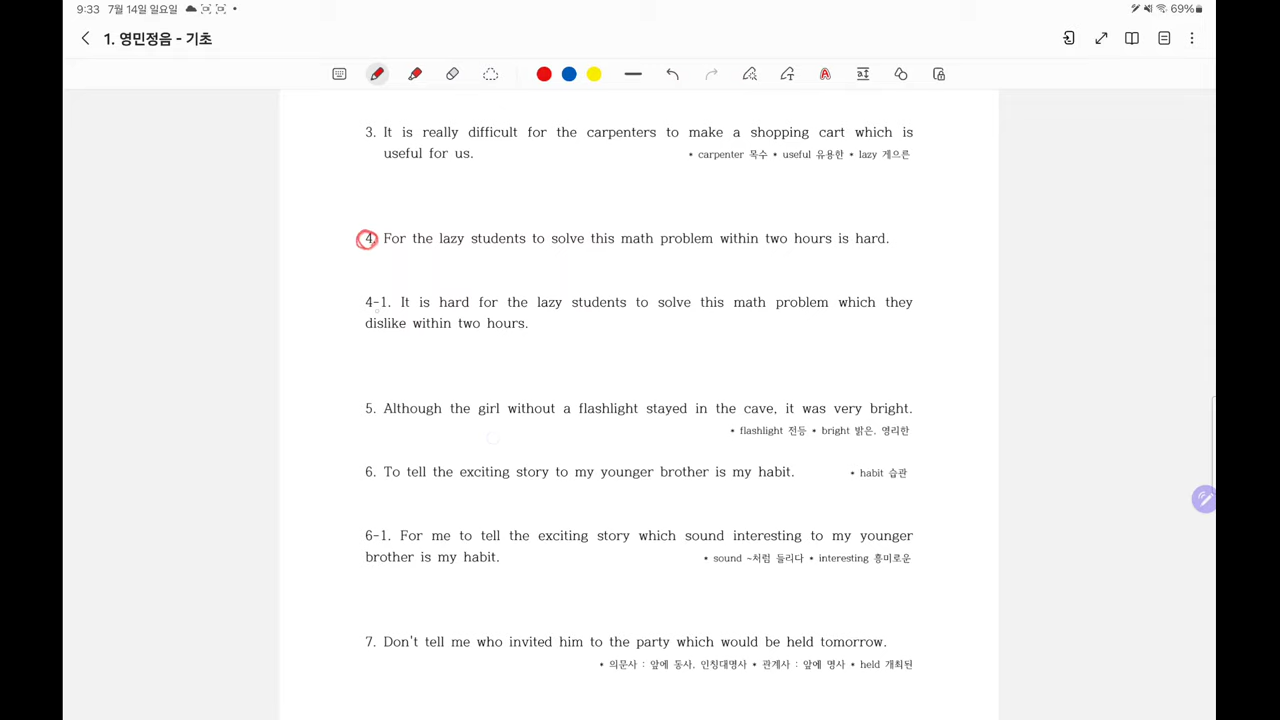 9:33 7월 14일 일요일
69%
1. 영민정음 - 기초
3. It is really difficult for the carpenters to make a shopping cart which is
useful for us.
* carpenter 목수 * useful 유용한 * lazy 게으른
4. For the lazy students to solve this math problem within two hours is hard.
4-1. It is hard for the lazy students to solve this math problem which they
dislike within two hours.
5. Although the girl without a flashlight stayed in the cave, it was very bright.
* flashlight 전등 * bright 밝은, 영리한
6. To tell the exciting story to my younger brother is my habit.
* habit 습관
6-1. For me to tell the exciting story which sound interesting to my younger
brother is my habit.
* sound ~처럼 들리다 * interesting 흥미로운
7. Don't tell me who invited him to the party which would be held tomorrow.
* 의문사 : 앞에 동사, 인칭대명사 * 관계사 : 앞에 명사 * held 개최된